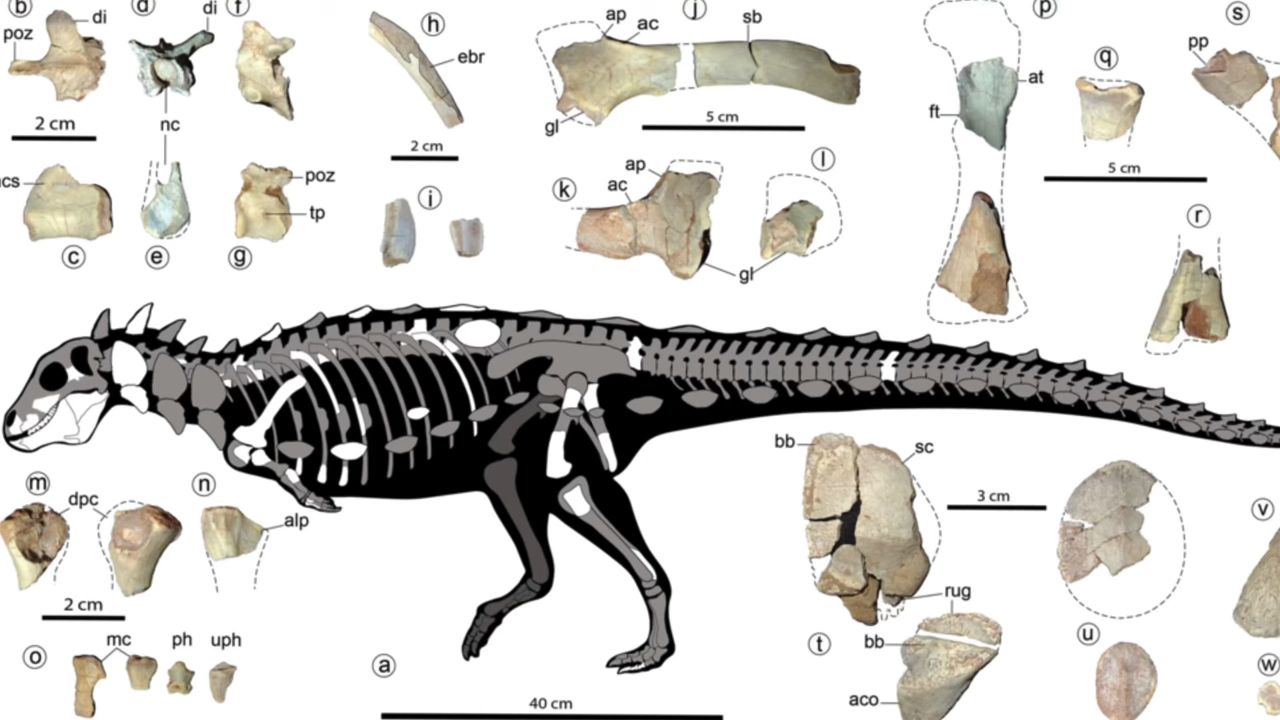 b
di
d
di
f
poz
2 cm
nc
h
ebr
2 cm
j
ap
ac
sb
gl
5 cm
p
at
ft
q
5 cm
s
pp
c
e
poz
tp
g
i
k
ap
ac
l
gl
r
m
dpc
n
alp
2 cm
o
mc
ph
uph
a
40 cm
bb
sc
3 cm
rug
t
bb
aco
u
v
w